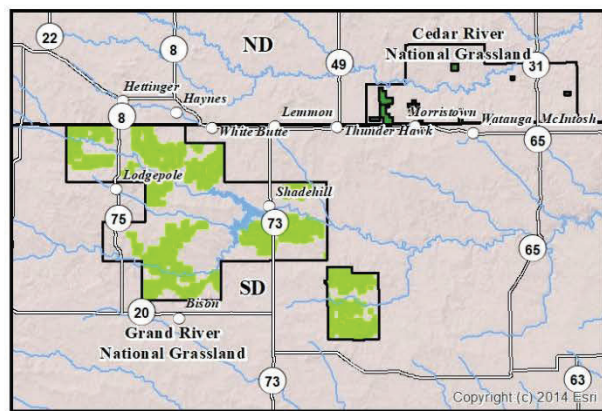 22
8
ND
49
Cedar River
National Grassland
31
Hettinger
Haynes
8
White Butte
Lemmon
Thunder Hawk
Morristown
Watauga
McIntosh
65
Lodgepole
Shadehill
75
73
65
SD
20
Bison
Grand River
National Grassland
73
63
Copyright (c) 2014 Esri